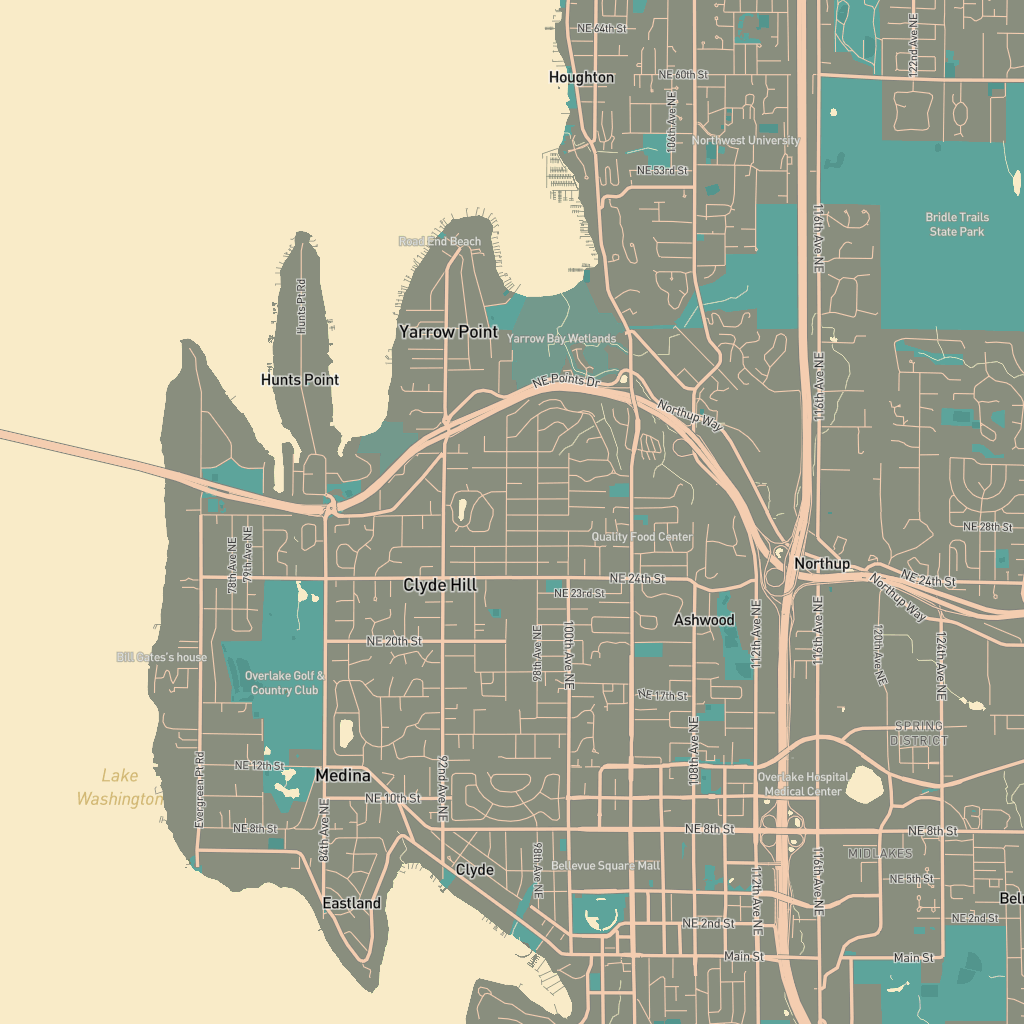 NE 64th St
122nd Ave NE
Houghton
NE 60th St
106th Ave NE
Northwest University
NE 53rd St
Bridle Trails
State Park
116th Ave NE
Road End Beach
Hunts Pt Rd
Yarrow Point
Yarrow Bay Wetlands
Hunts Point
NE Points Dr
116th Ave NE
Northup Way
NE 28th St
78th Ave NE
79th Ave NE
Quality Food Center
Northup
NE 24th St
Northup Way
Clyde Hill
NE 24th St
NE 23rd St
Ashwood
112th Ave NE
116th Ave NE
120th Ave NE
124th Ave NE
NE 20th St
98th Ave NE
100th Ave NE
Bill Gates's house
Overlake Golf &
Country Club
NE 17th St
SPRING
DISTRICT
108th Ave NE
Evergreen Pt Rd
NE 12th St
Medina
92nd Ave NE
Lake
Washington
Overlake Hospital
Medical Center
NE 10th St
NE 8th St
84th Ave NE
NE 8th St
NE 8th St
Clyde
98th Ave NE
Bellevue Square Mall
MIDLAKES
112th Ave NE
116th Ave NE
NE 5th St
Eastland
Belr
NE 2nd St
NE 2nd St
Main St
Main St